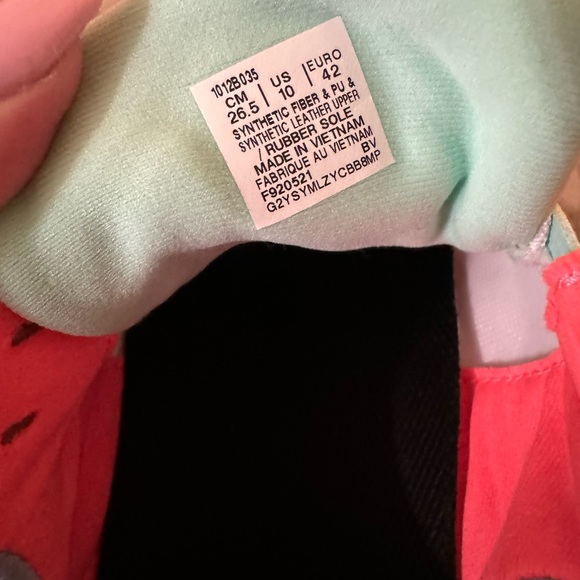 1012B035
CM | US | EURO
26.5 | 10 | 42
SYNTHETIC FIBER & PU &
SYNTHETIC LEATHER UPPER
/ RUBBER SOLE
MADE IN VIETNAM
FABRIQUE AU VIETNAM
F920521 BV
G2YSYMLZYCBB8MP